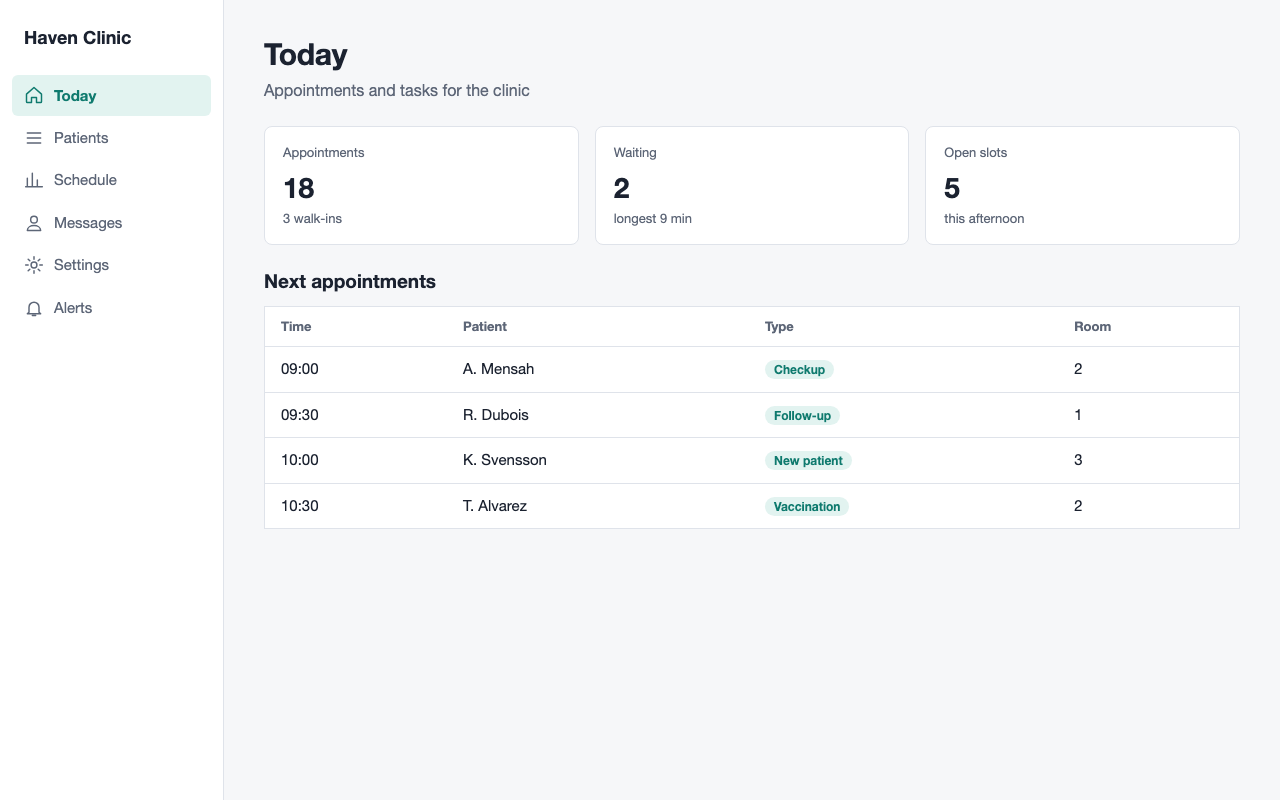 Haven Clinic
Today
Patients
Schedule
Messages
Settings
Alerts
Today
Appointments and tasks for the clinic
Appointments
18
3 walk-ins
Waiting
2
longest 9 min
Open slots
5
this afternoon
Next appointments
Time Patient Type Room
09:00 A. Mensah Checkup 2
09:30 R. Dubois Follow-up 1
10:00 K. Svensson New patient 3
10:30 T. Alvarez Vaccination 2